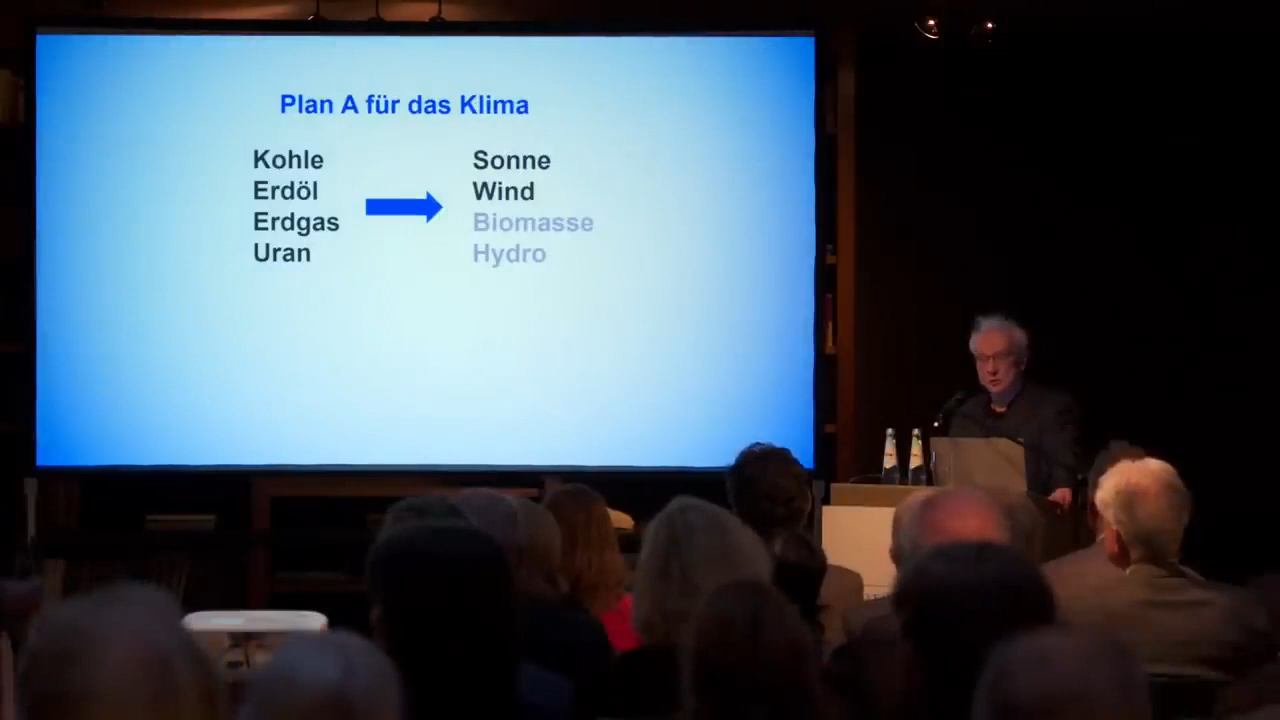 Plan A für das Klima
Kohle
Erdöl
Erdgas
Uran
Sonne
Wind
Biomasse
Hydro